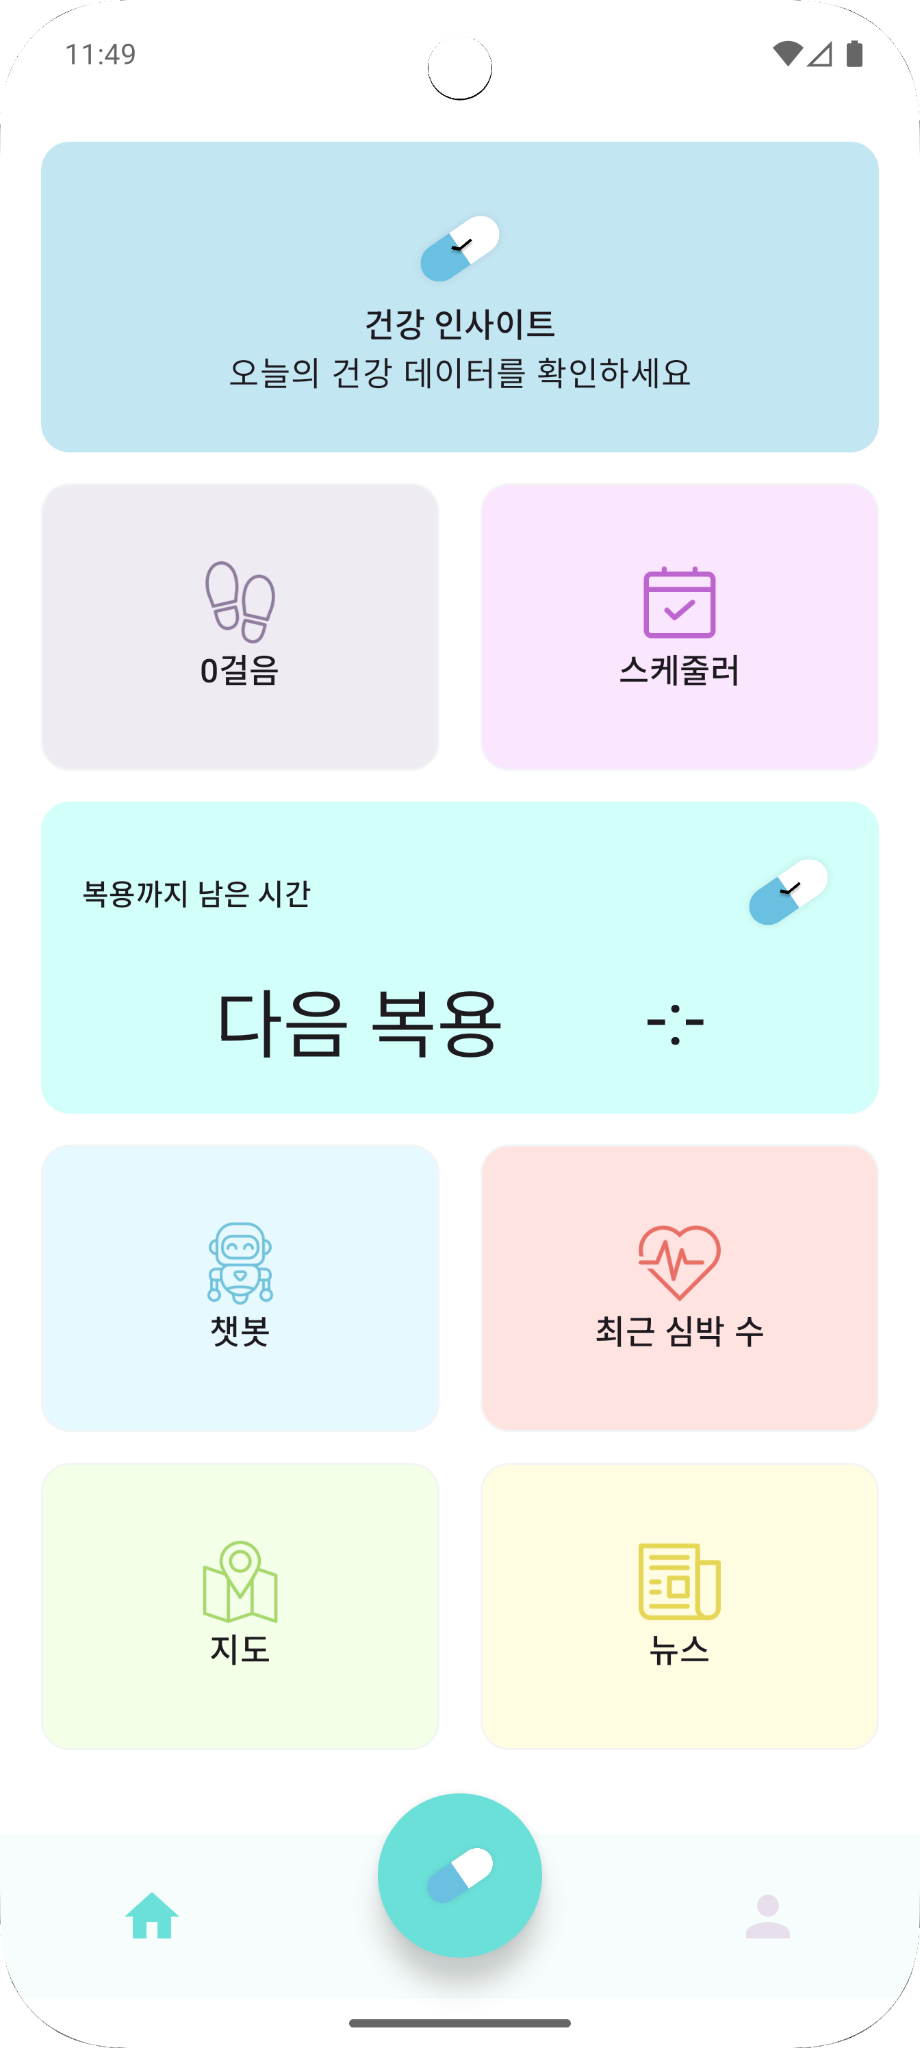 11:49
건강 인사이트
오늘의 건강 데이터를 확인하세요
0걸음
스케줄러
복용까지 남은 시간
다음 복용 -:-
챗봇
최근 심박 수
지도
뉴스